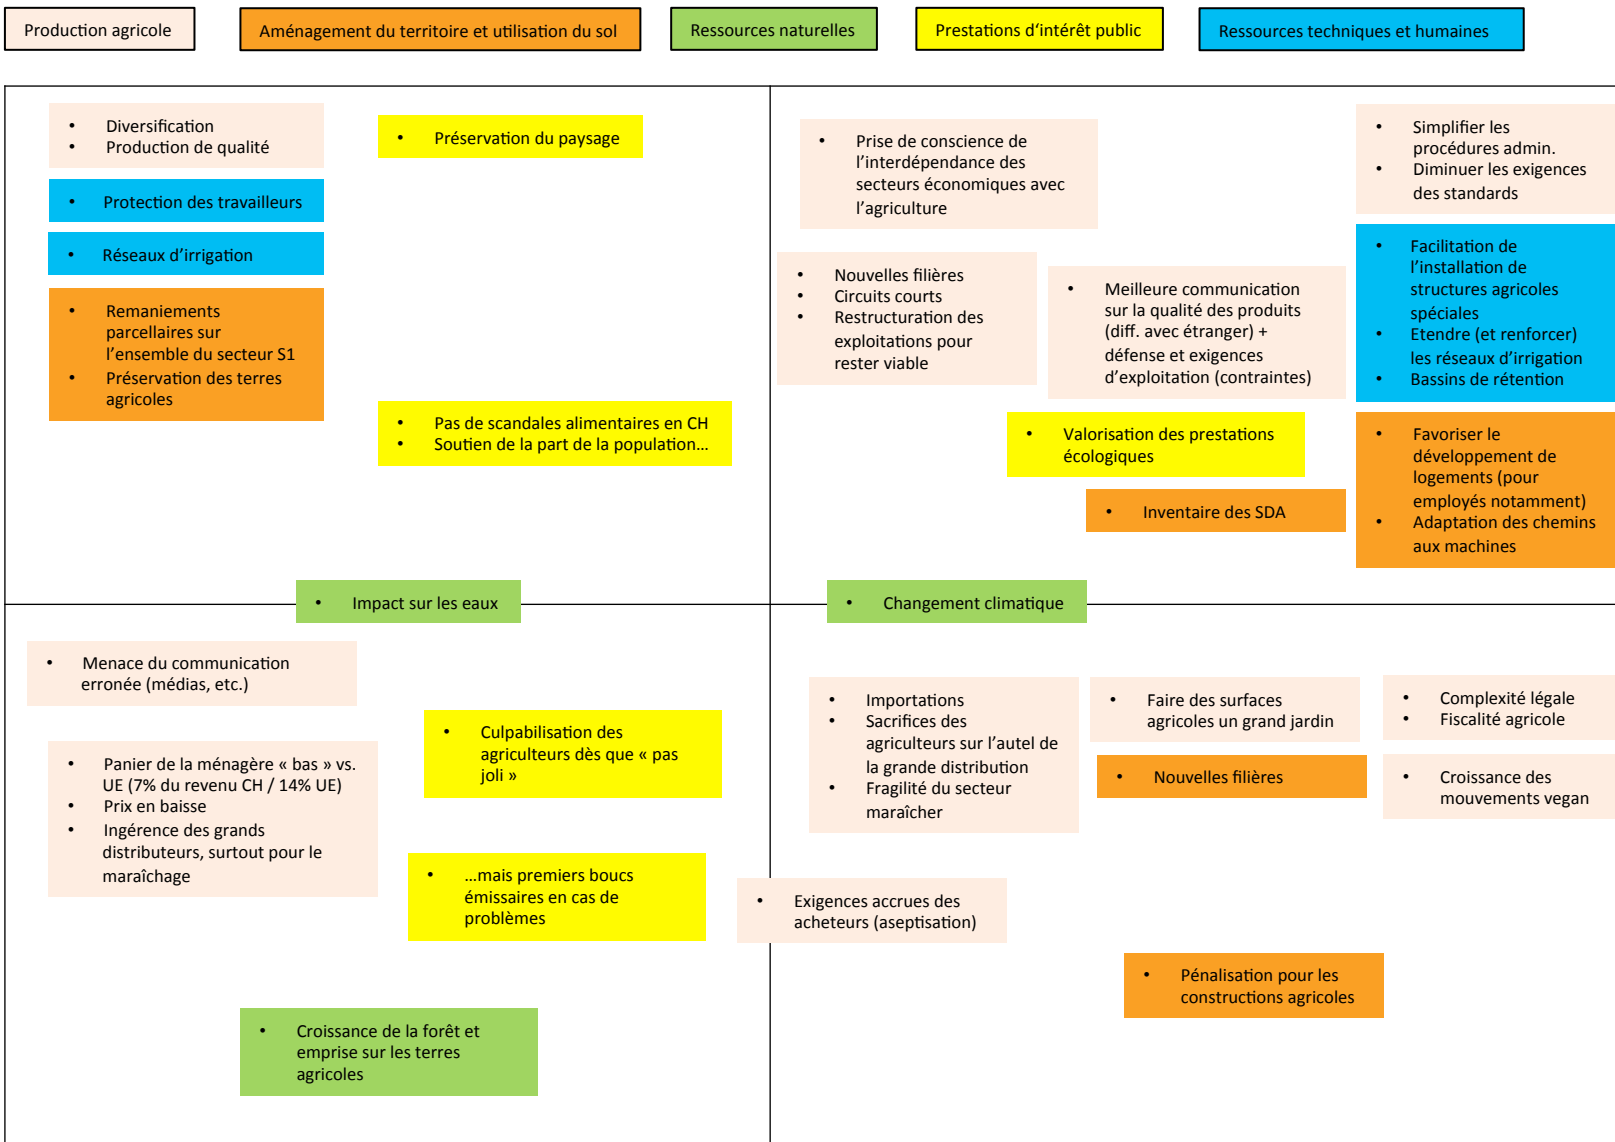 Production agricole
Aménagement du territoire et utilisation du sol
Ressources naturelles
Prestations d'intérêt public
Ressources techniques et humaines
• Diversification
• Production de qualité
• Protection des travailleurs
• Réseaux d'irrigation
• Remaniements
parcellaires sur
l'ensemble du secteur S1
• Préservation des terres
agricoles
• Préservation du paysage
• Pas de scandales alimentaires en CH
• Soutien de la part de la population…
• Prise de conscience de
l'interdépendance des
secteurs économiques avec
l'agriculture
• Nouvelles filières
• Circuits courts
• Restructuration des
exploitations pour
rester viable
• Meilleure communication
sur la qualité des produits
(diff. avec étranger) +
défense et exigences
d'exploitation (contraintes)
• Valorisation des prestations
écologiques
• Inventaire des SDA
• Simplifier les
procédures admin.
• Diminuer les exigences
des standards
• Facilitation de
l'installation de
structures agricoles
spéciales
• Etendre (et renforcer)
les réseaux d'irrigation
• Bassins de rétention
• Favoriser le
développement de
logements (pour
employés notamment)
• Adaptation des chemins
aux machines
• Impact sur les eaux
• Changement climatique
• Menace du communication
erronée (médias, etc.)
• Panier de la ménagère « bas » vs.
UE (7% du revenu CH / 14% UE)
• Prix en baisse
• Ingérence des grands
distributeurs, surtout pour le
maraîchage
• Culpabilisation des
agriculteurs dès que « pas
joli »
• …mais premiers boucs
émissaires en cas de
problèmes
• Croissance de la forêt et
emprise sur les terres
agricoles
• Importations
• Sacrifices des
agriculteurs sur l'autel de
la grande distribution
• Fragilité du secteur
maraîcher
• Faire des surfaces
agricoles un grand jardin
• Nouvelles filières
• Complexité légale
• Fiscalité agricole
• Croissance des
mouvements vegan
• Exigences accrues des
acheteurs (aseptisation)
• Pénalisation pour les
constructions agricoles